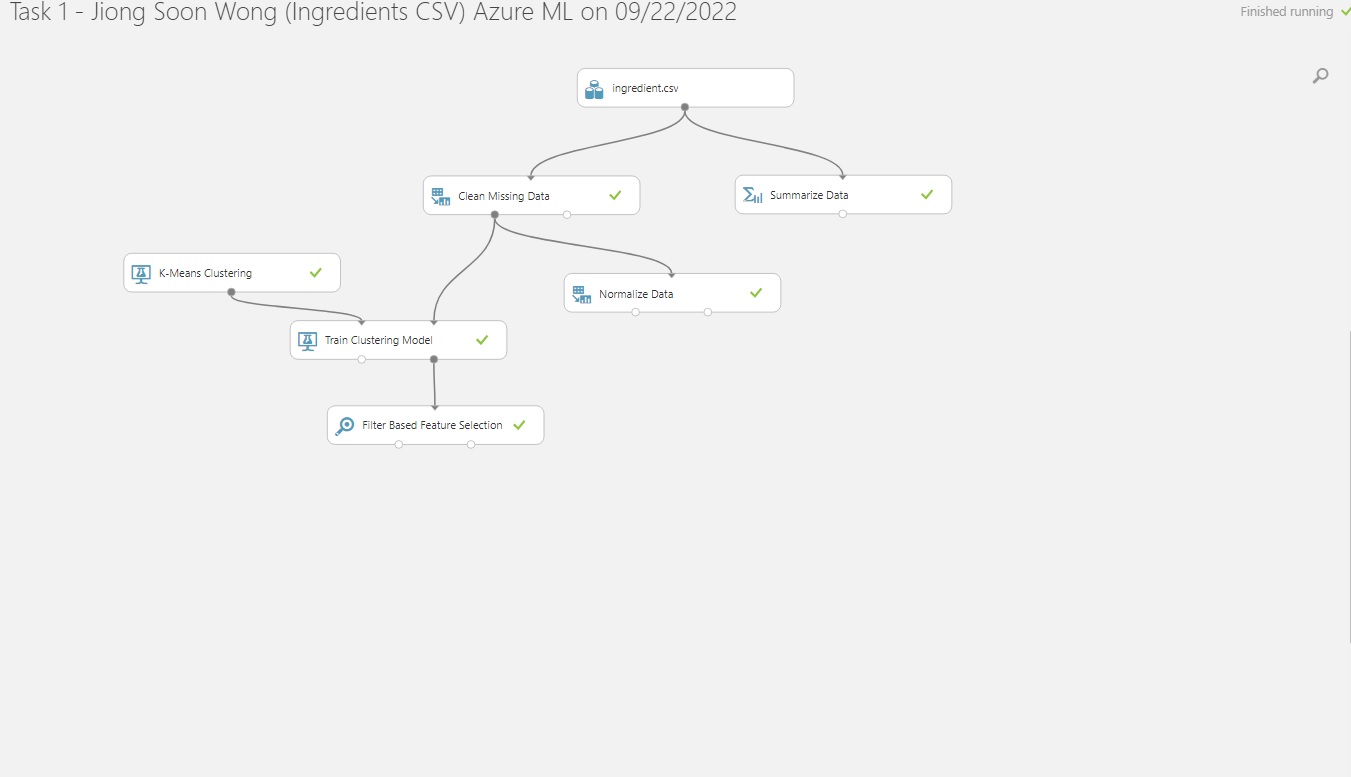 Task 1 - Jiong Soon Wong (Ingredients CSV) Azure ML on 09/22/2022
Finished running
ingredient.csv
Clean Missing Data
Summarize Data
K-Means Clustering
Normalize Data
Train Clustering Model
Filter Based Feature Selection